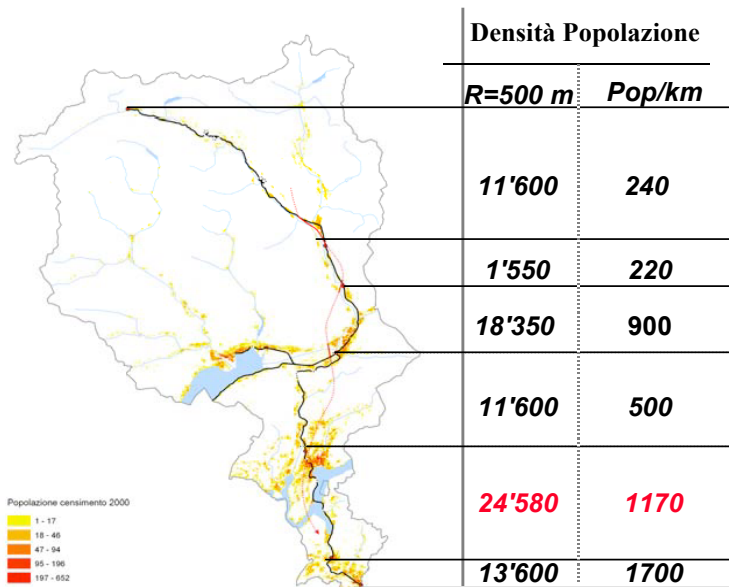 Densità Popolazione
R=500 m Pop/km
11'600 240
1'550 220
18'350 900
11'600 500
24'580 1170
13'600 1700
Popolazione censimento 2000
1 - 17
18 - 46
47 - 94
95 - 196
197 - 652